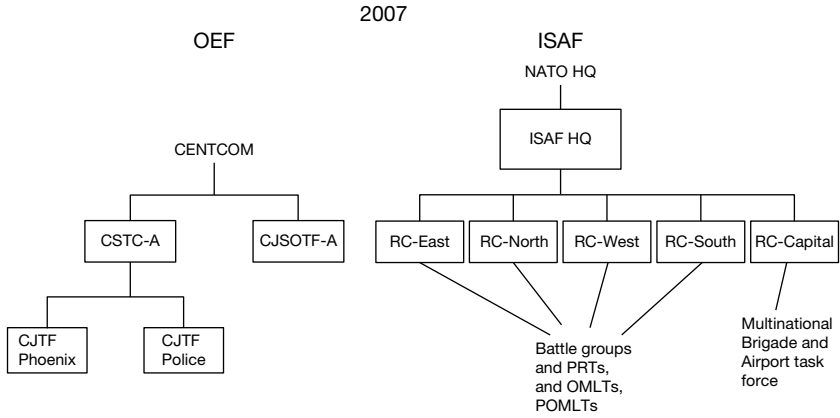 2007
OEF
ISAF
NATO HQ
ISAF HQ
CENTCOM
CSTC-A
CJSOTF-A
RC-East
RC-North
RC-West
RC-South
RC-Capital
CJTF
Phoenix
CJTF
Police
Battle groups
and PRTs,
and OMLTs,
POMLTs
Multinational
Brigade and
Airport task
force